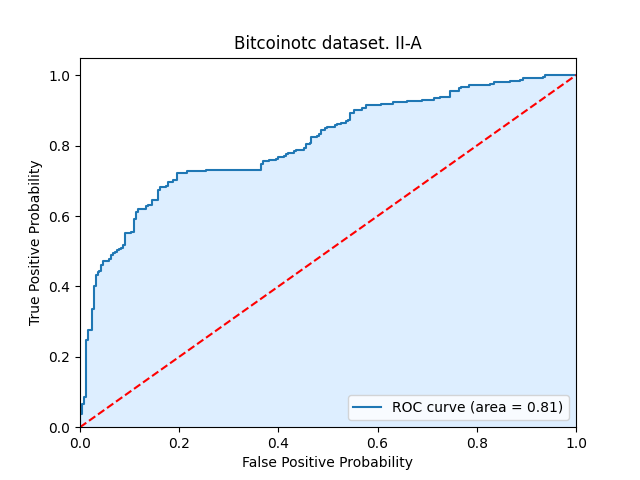 Bitcoinotc dataset. II-A
True Positive Probability
1.0
0.8
0.6
0.4
0.2
0.0
ROC curve (area = 0.81)
0.0 0.2 0.4 0.6 0.8 1.0
False Positive Probability